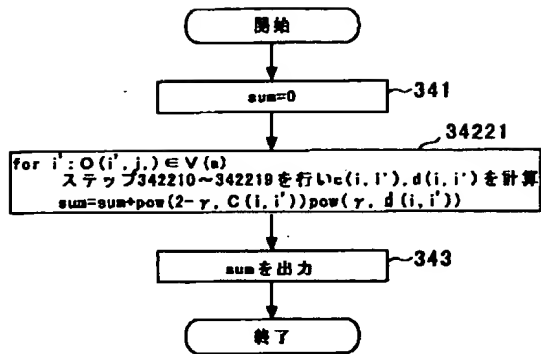 開始
sum=0
341
34221
for i':O(i',j,)∈V(n)
ステップ342210～342219を行いc(i,i'),d(i,i')を計算
sum=sum+pow(2-γ,C(i,i'))pow(γ,d(i,i'))
sumを出力
343
終了